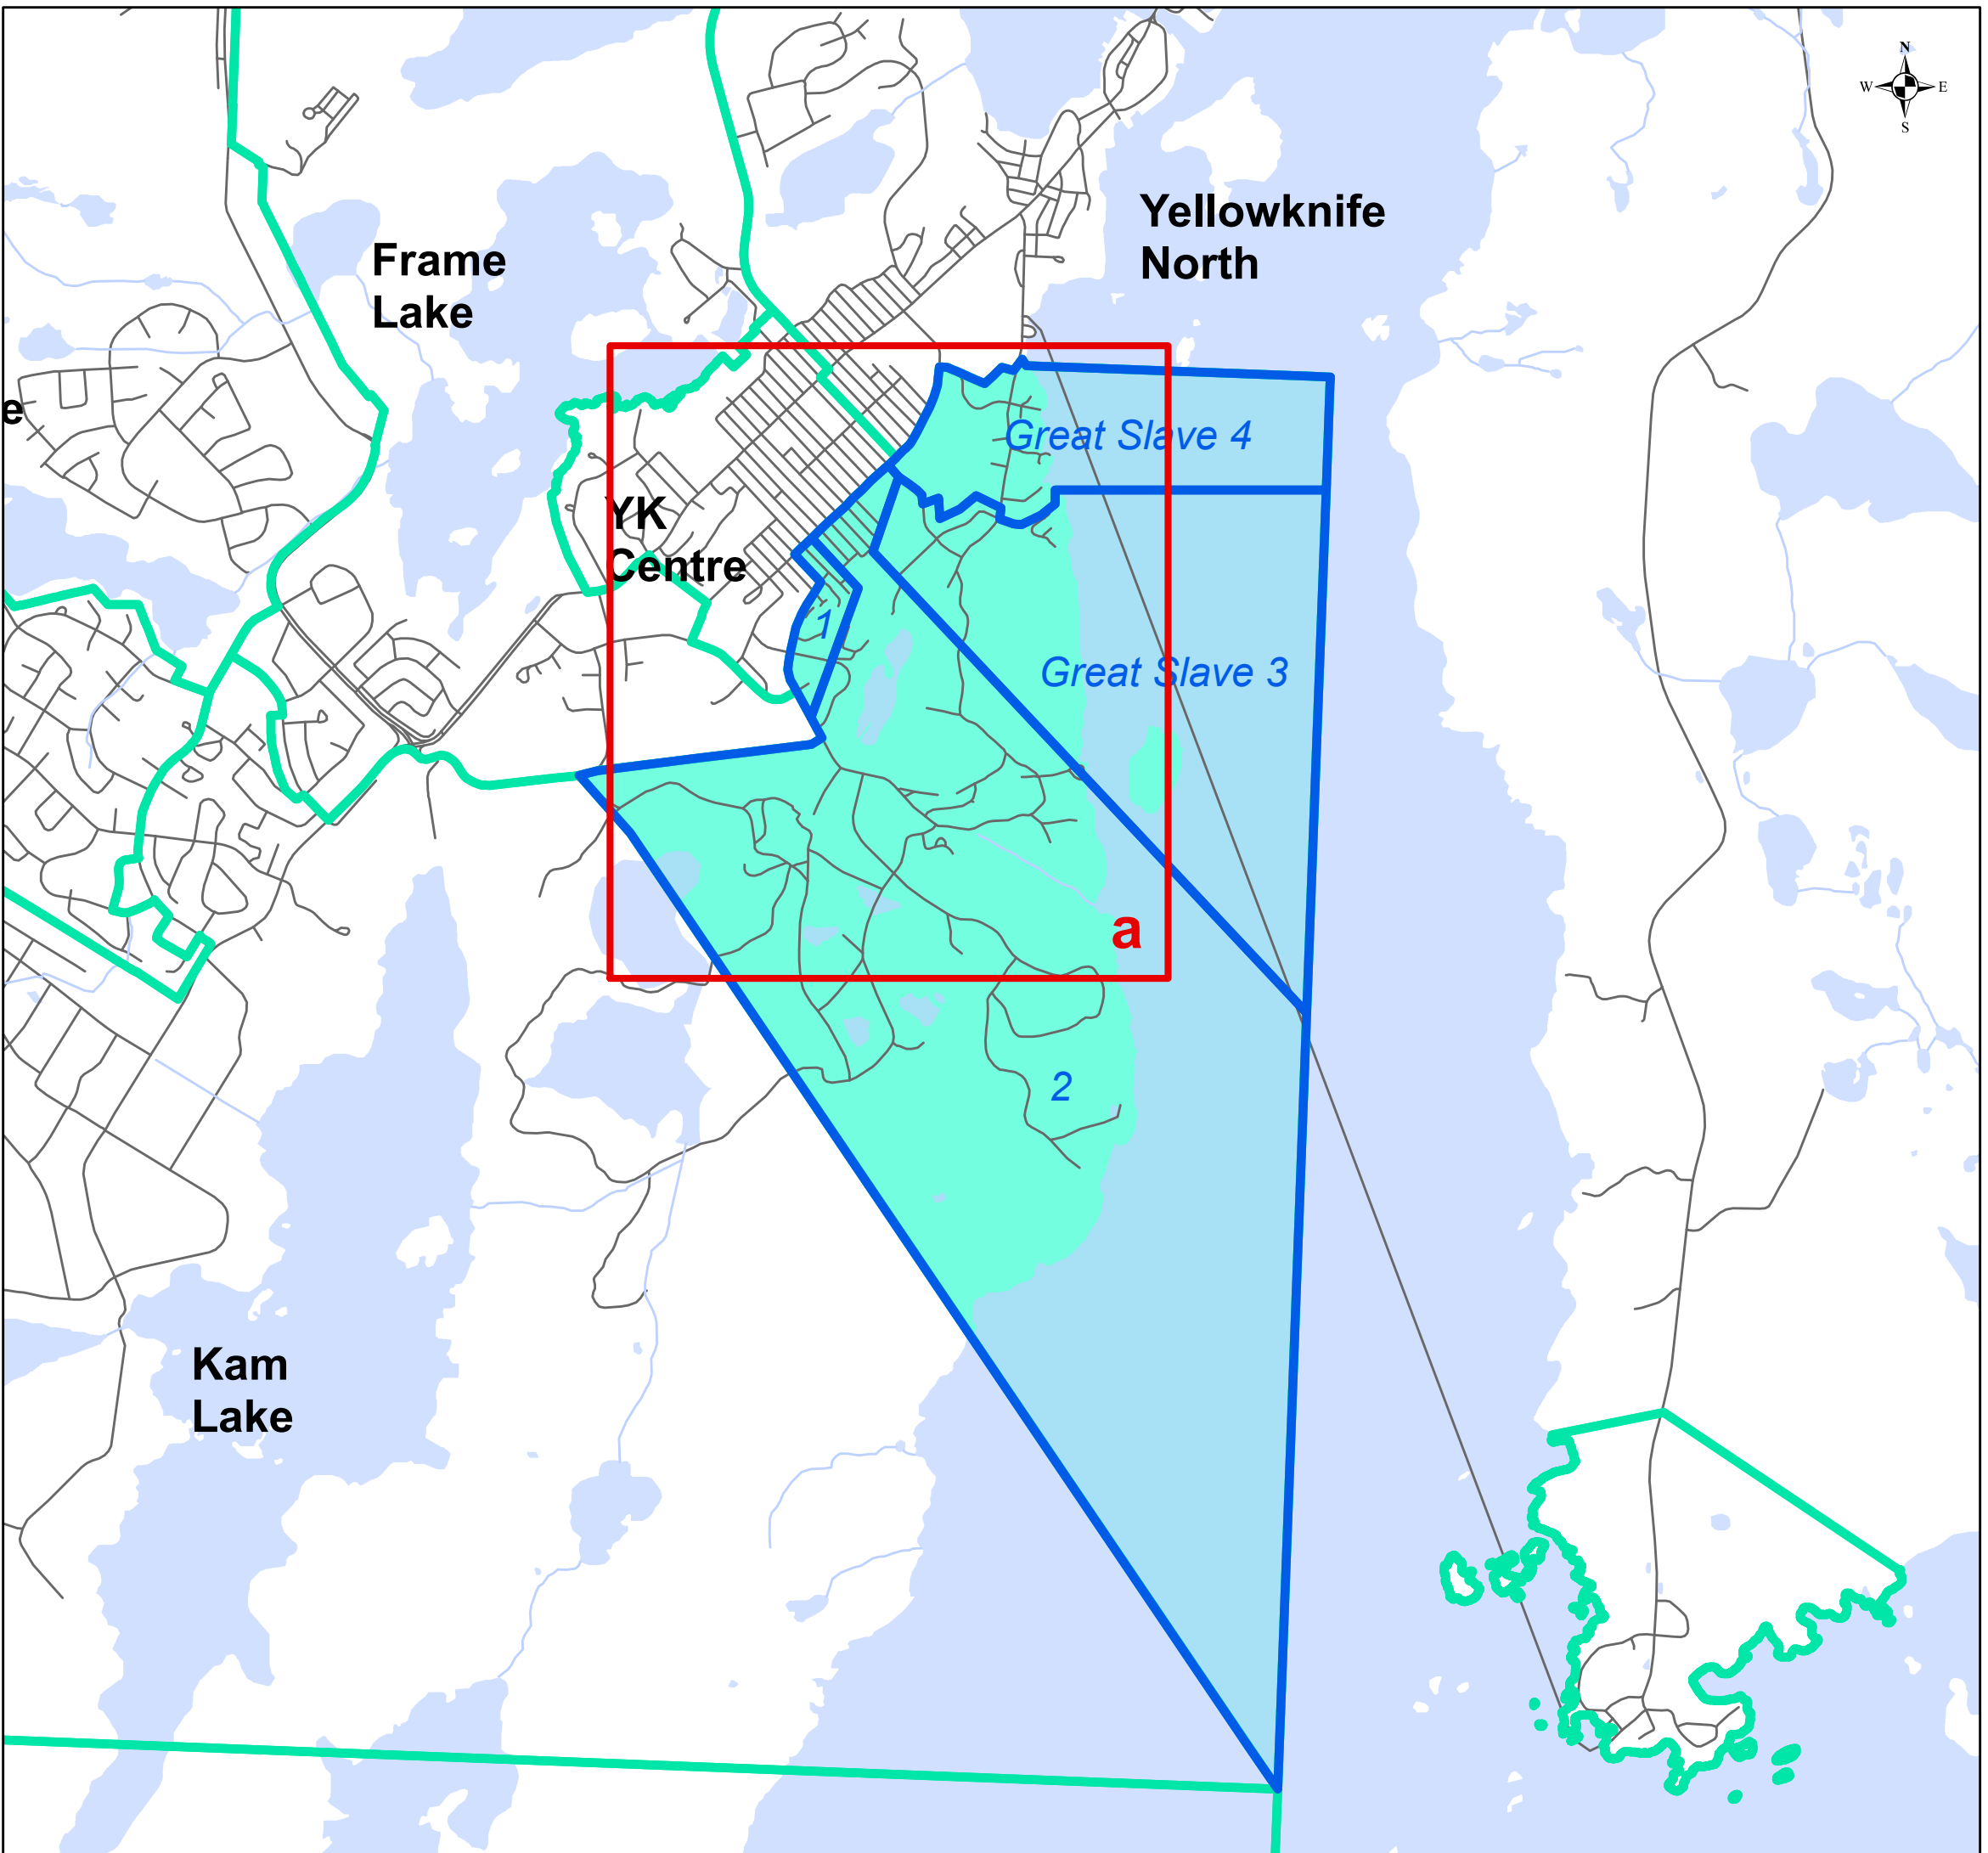 N
W E
S
Yellowknife
North
Frame
Lake
e
Great Slave 4
YK
Centre
1
Great Slave 3
a
2
Kam
Lake